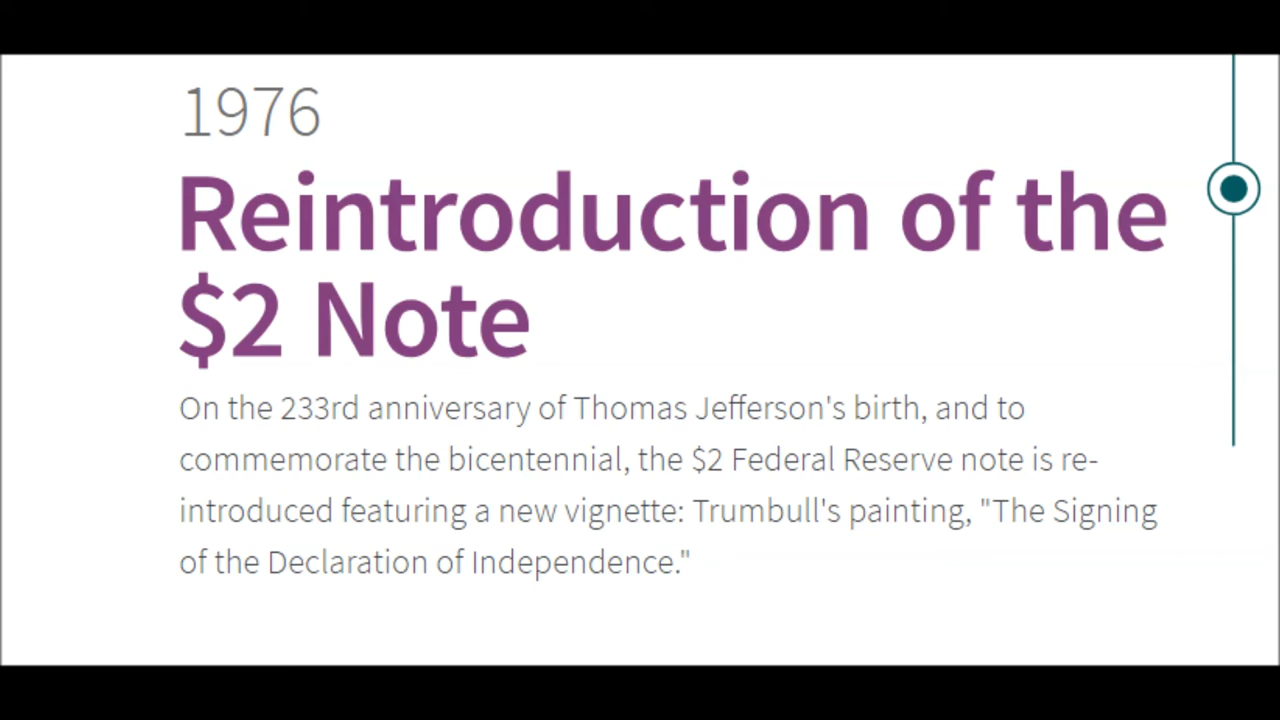 1976
Reintroduction of the
$2 Note
On the 233rd anniversary of Thomas Jefferson's birth, and to
commemorate the bicentennial, the $2 Federal Reserve note is re-
introduced featuring a new vignette: Trumbull's painting, "The Signing
of the Declaration of Independence."